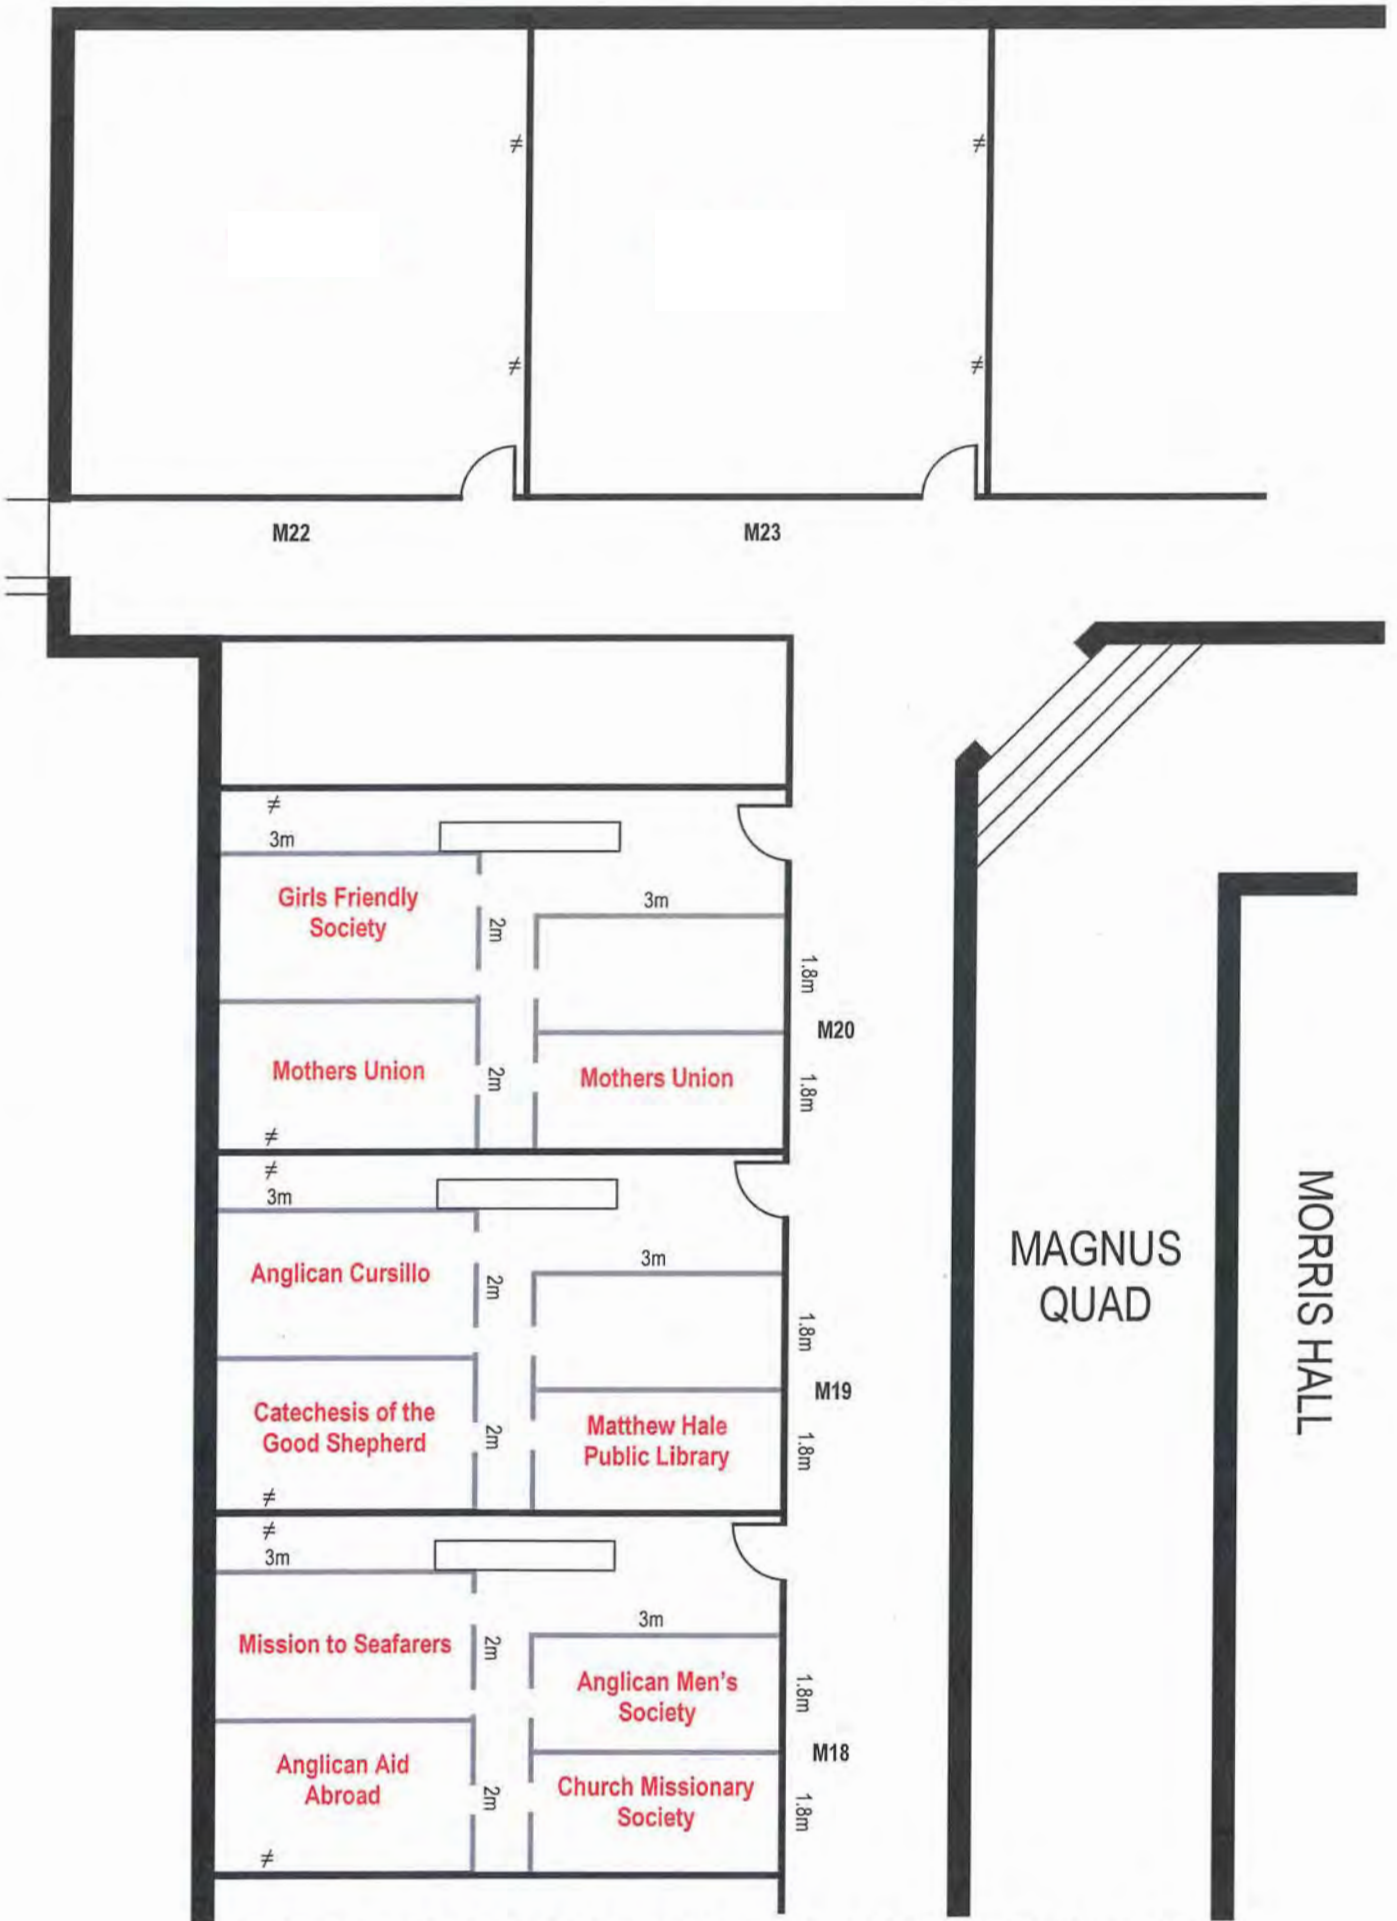 ≠
≠
≠
≠
M22
M23
≠
3m
Girls Friendly
Society
2m
3m
1.8m
M20
Mothers Union
2m
Mothers Union
1.8m
≠
≠
3m
Anglican Cursillo
2m
3m
1.8m
M19
Catechesis of the
Good Shepherd
2m
Matthew Hale
Public Library
1.8m
≠
≠
3m
Mission to Seafarers
2m
3m
Anglican Men's
Society
1.8m
M18
Anglican Aid
Abroad
2m
Church Missionary
Society
1.8m
≠
MAGNUS
QUAD
MORRIS HALL